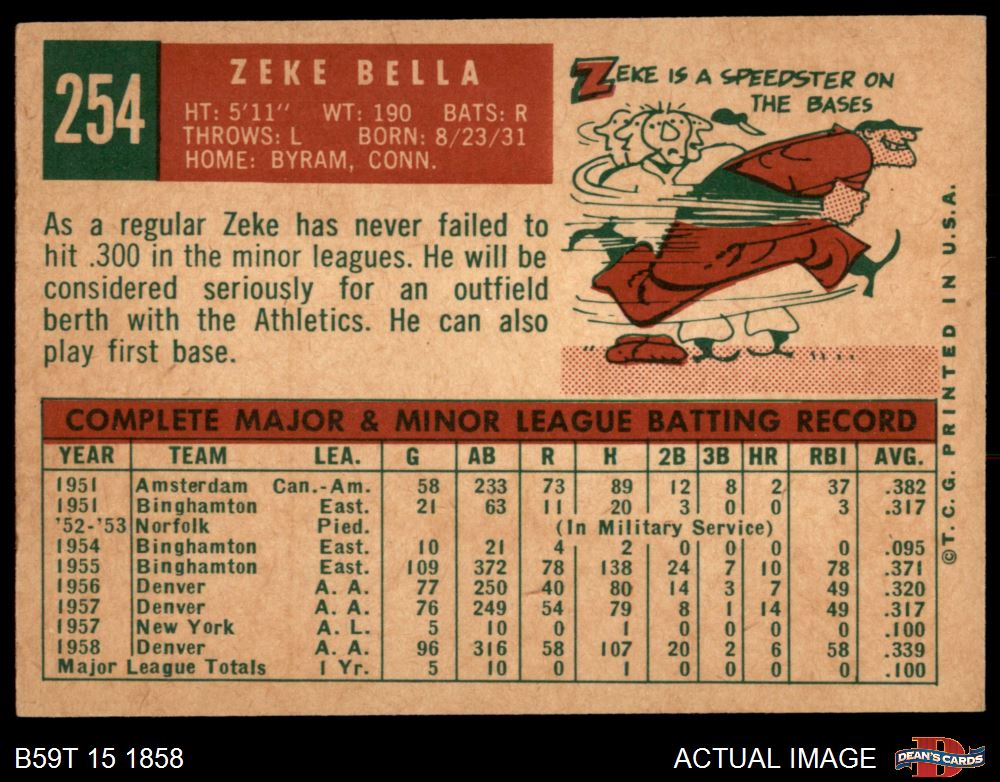 254
ZEKE BELLA
HT: 5'11" WT: 190 BATS: R
THROWS: L BORN: 8/23/31
HOME: BYRAM, CONN.
ZEKE IS A SPEEDSTER ON
THE BASES
As a regular Zeke has never failed to
hit .300 in the minor leagues. He will be
considered seriously for an outfield
berth with the Athletics. He can also
play first base.
©T.C.G. PRINTED IN U.S.A.
COMPLETE MAJOR & MINOR LEAGUE BATTING RECORD
YEAR TEAM LEA. G AB R H 2B 3B HR RBI AVG.
1951 Amsterdam Can.-Am. 58 233 73 89 12 8 2 37 .382
1951 Binghamton East. 21 63 11 20 3 0 0 3 .317
'52-'53 Norfolk Pied. (In Military Service)
1954 Binghamton East. 10 21 4 2 0 0 0 0 .095
1955 Binghamton East. 109 372 78 138 24 7 10 78 .371
1956 Denver A. A. 77 250 40 80 14 3 7 49 .320
1957 Denver A. A. 76 249 54 79 8 1 14 49 .317
1957 New York A. L. 5 10 0 1 0 0 0 0 .100
1958 Denver A. A. 96 316 58 107 20 2 6 58 .339
Major League Totals 1 Yr. 5 10 0 1 0 0 0 0 .100
B59T 15 1858
ACTUAL IMAGE
D
DEAN'S CARDS